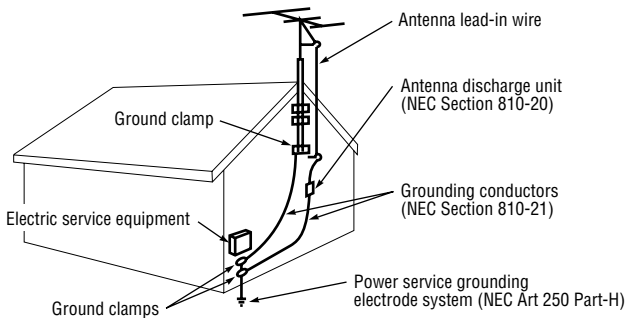 Antenna lead-in wire
Antenna discharge unit
(NEC Section 810-20)
Ground clamp
Grounding conductors
(NEC Section 810-21)
Electric service equipment
Power service grounding
electrode system (NEC Art 250 Part-H)
Ground clamps